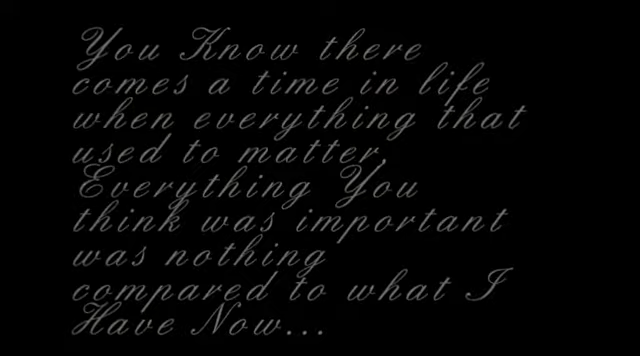 You Know there
comes a time in life
when everything that
used to matter,
Everything You
think was important
was nothing
compared to what I
Have Now...